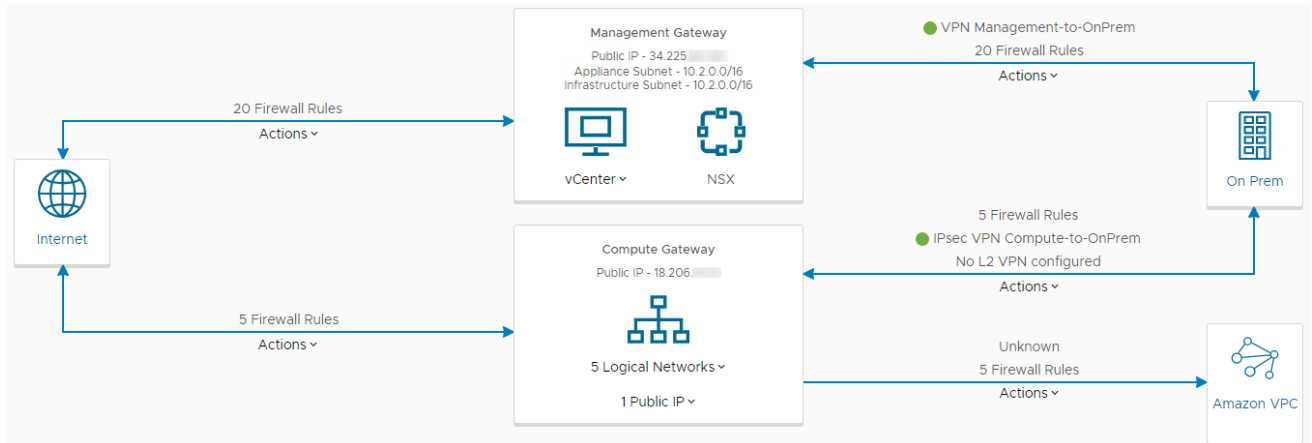 Management Gateway
Public IP - 34.225.
Appliance Subnet - 10.2.0.0/16
Infrastructure Subnet - 10.2.0.0/16
vCenter
NSX
VPN Management-to-OnPrem
20 Firewall Rules
Actions
20 Firewall Rules
Actions
Internet
On Prem
5 Firewall Rules
IPsec VPN Compute-to-OnPrem
No L2 VPN configured
Actions
Compute Gateway
Public IP - 18.206.
5 Logical Networks
1 Public IP
5 Firewall Rules
Actions
Unknown
5 Firewall Rules
Actions
Amazon VPC